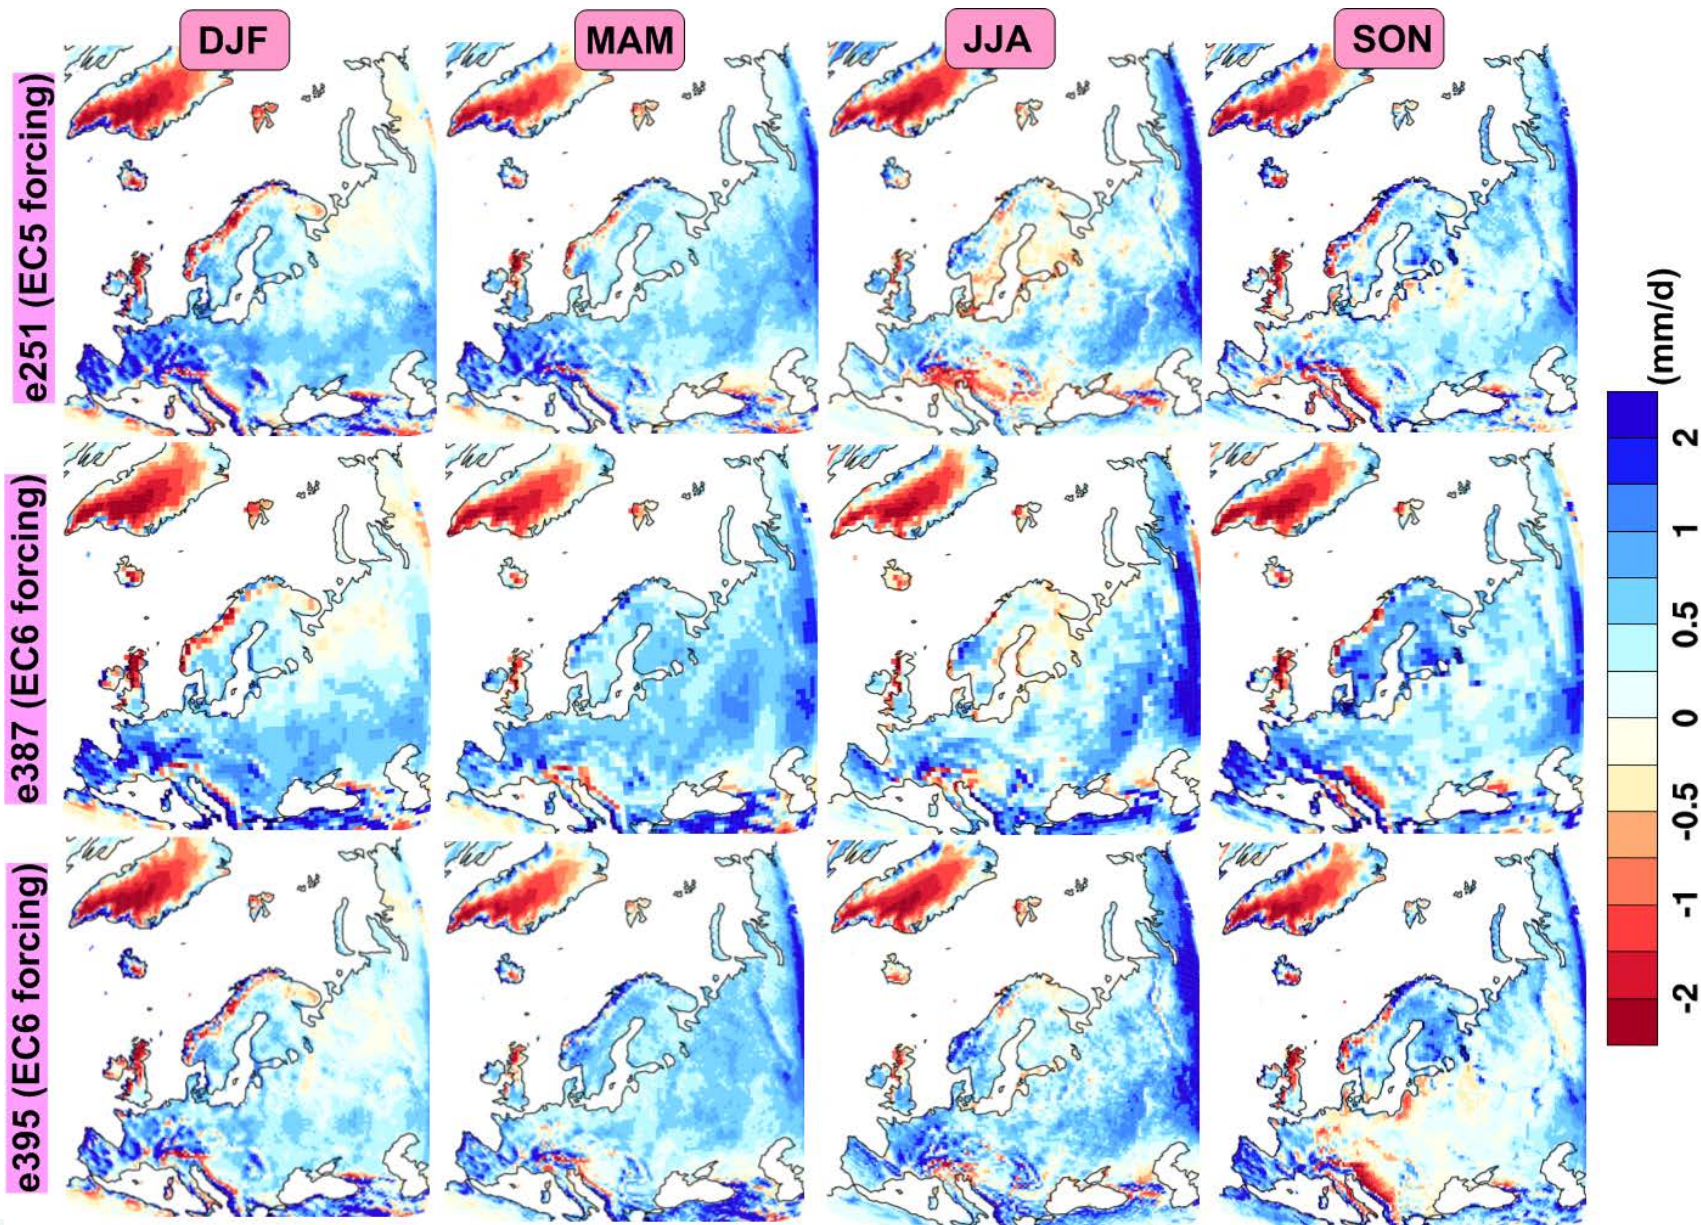 DJF
MAM
JJA
SON
e251 (EC5 forcing)
e387 (EC6 forcing)
e395 (EC6 forcing)
(mm/d)
2
1
0.5
0
-0.5
-1
-2